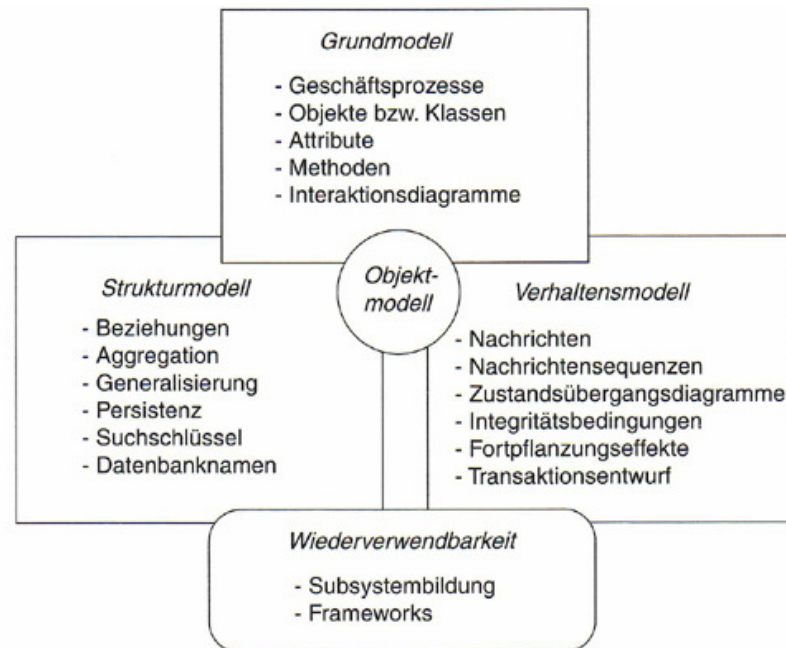 Grundmodell
- Geschäftsprozesse
- Objekte bzw. Klassen
- Attribute
- Methoden
- Interaktionsdiagramme
Objekt-
modell
Strukturmodell
- Beziehungen
- Aggregation
- Generalisierung
- Persistenz
- Suchschlüssel
- Datenbanknamen
Verhaltensmodell
- Nachrichten
- Nachrichtensequenzen
- Zustandsübergangsdiagramme
- Integritätsbedingungen
- Fortpflanzungseffekte
- Transaktionsentwurf
Wiederverwendbarkeit
- Subsystembildung
- Frameworks